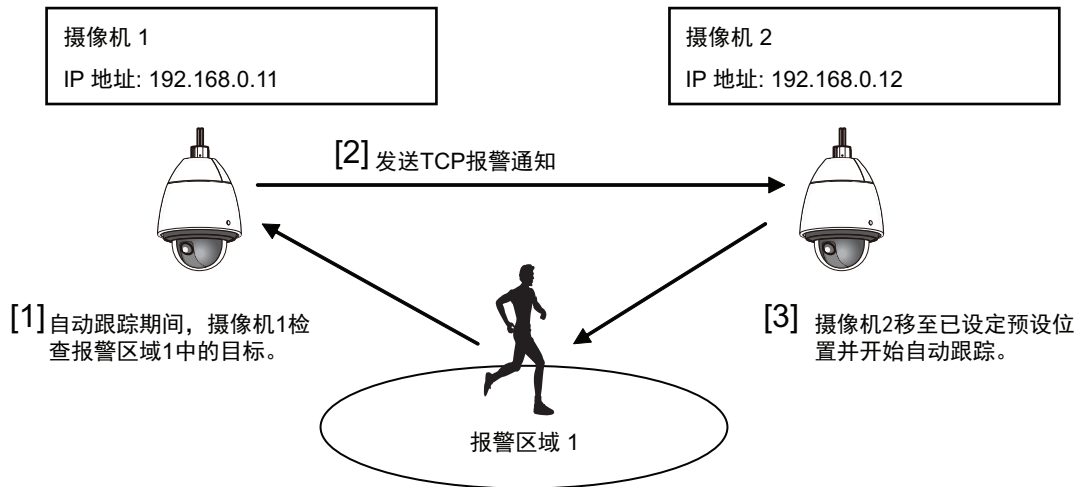 摄像机 1
IP 地址: 192.168.0.11
摄像机 2
IP 地址: 192.168.0.12
[2] 发送TCP报警通知
[1] 自动跟踪期间，摄像机1检
查报警区域1中的目标。
[3] 摄像机2移至已设定预设位
置并开始自动跟踪。
报警区域 1